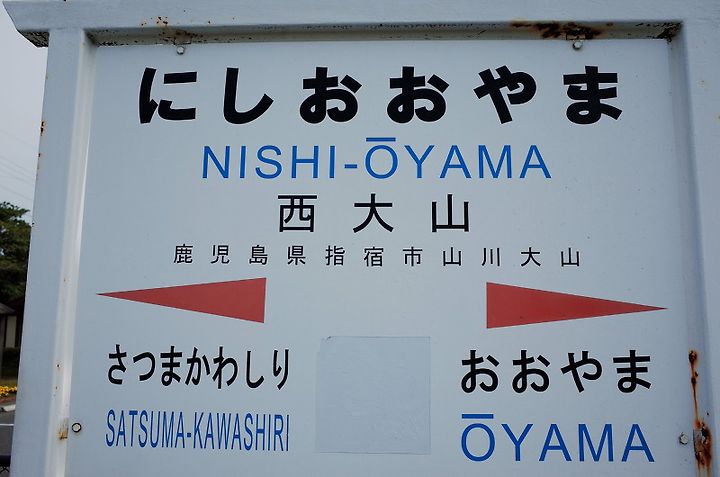 にしおおやま
NISHI-ŌYAMA
西大山
鹿児島県指宿市山川大山
さつまかわしり おおやま
SATSUMA-KAWASHIRI ŌYAMA